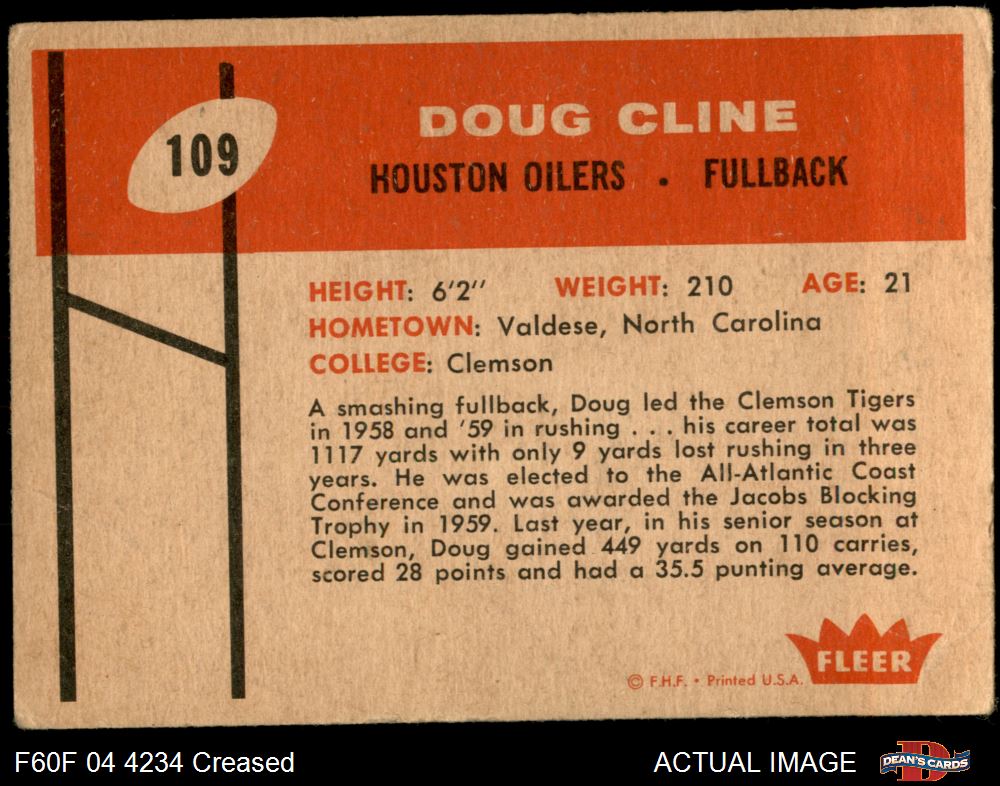 109
DOUG CLINE
HOUSTON OILERS . FULLBACK
HEIGHT: 6'2" WEIGHT: 210 AGE: 21
HOMETOWN: Valdese, North Carolina
COLLEGE: Clemson
A smashing fullback, Doug led the Clemson Tigers
in 1958 and '59 in rushing . . . his career total was
1117 yards with only 9 yards lost rushing in three
years. He was elected to the All-Atlantic Coast
Conference and was awarded the Jacobs Blocking
Trophy in 1959. Last year, in his senior season at
Clemson, Doug gained 449 yards on 110 carries,
scored 28 points and had a 35.5 punting average.
FLEER
© F.H.F. • Printed U.S.A.
F60F 04 4234 Creased
ACTUAL IMAGE
D
DEAN'S CARDS